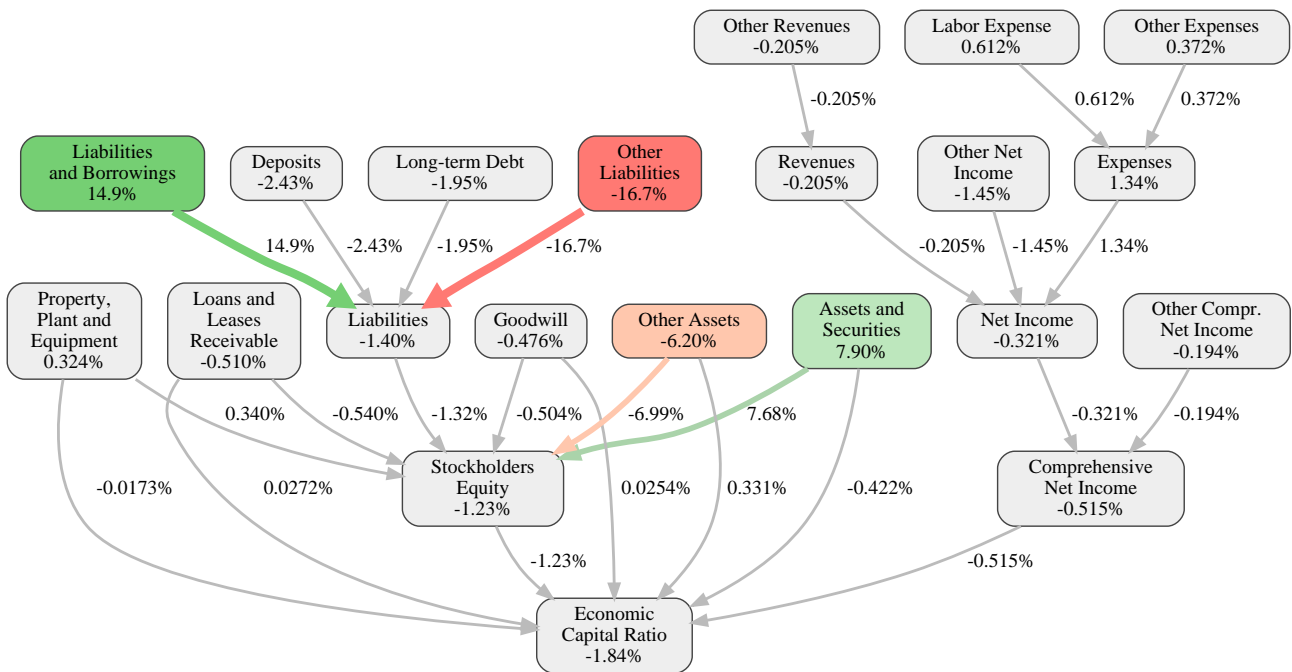 Other Revenues
-0.205%
Labor Expense
0.612%
Other Expenses
0.372%
-0.205%
0.612%
0.372%
Liabilities
and Borrowings
14.9%
Deposits
-2.43%
Long-term Debt
-1.95%
Other
Liabilities
-16.7%
Revenues
-0.205%
Other Net
Income
-1.45%
Expenses
1.34%
14.9%
-2.43%
-1.95%
-16.7%
-0.205%
-1.45%
1.34%
Property,
Plant and
Equipment
0.324%
Loans and
Leases
Receivable
-0.510%
Liabilities
-1.40%
Goodwill
-0.476%
Other Assets
-6.20%
Assets and
Securities
7.90%
Net Income
-0.321%
Other Compr.
Net Income
-0.194%
0.340%
-0.540%
-1.32%
-0.504%
-6.99%
7.68%
-0.321%
-0.194%
Stockholders
Equity
-1.23%
Comprehensive
Net Income
-0.515%
-0.0173%
0.0272%
0.0254%
0.331%
-0.422%
-1.23%
-0.515%
Economic
Capital Ratio
-1.84%